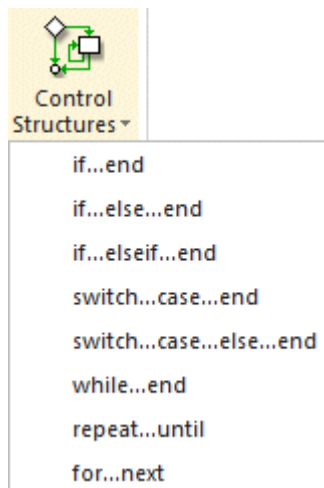 Control
Structures
if...end
if...else...end
if...elseif...end
switch...case...end
switch...case...else...end
while...end
repeat...until
for...next